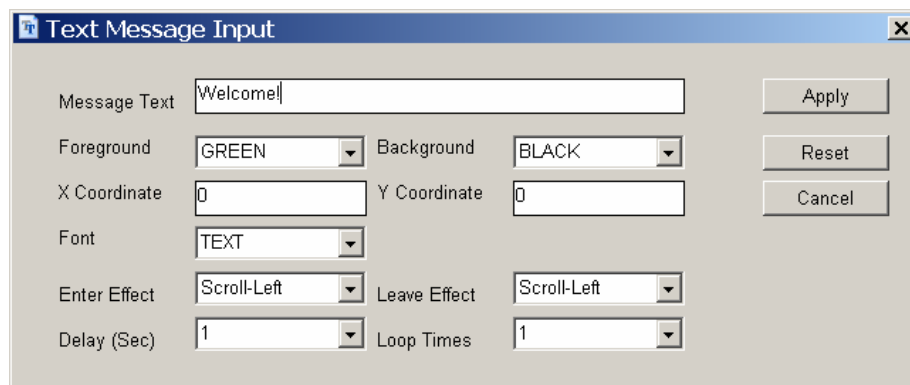 Text Message Input
Message Text Welcome! Apply
Foreground GREEN Background BLACK Reset
X Coordinate 0 Y Coordinate 0 Cancel
Font TEXT
Enter Effect Scroll-Left Leave Effect Scroll-Left
Delay (Sec) 1 Loop Times 1